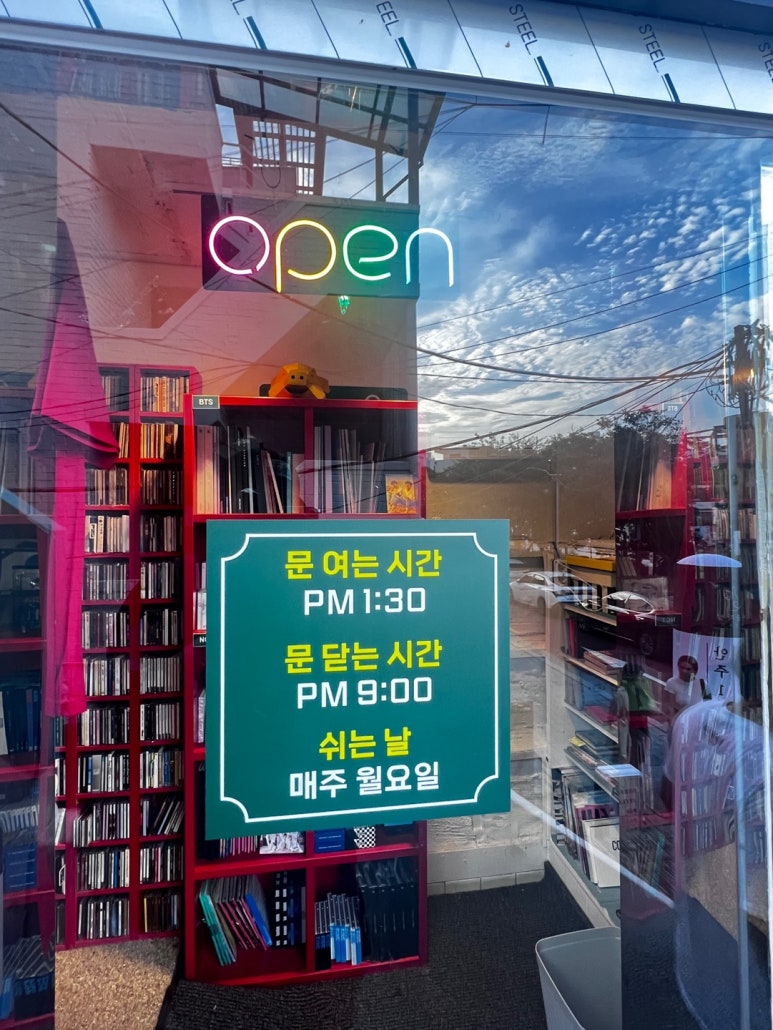 STEEL
STEEL
STEEL
open
BTS
문 여는 시간
PM 1:30
문 닫는 시간
PM 9:00
쉬는 날
매주 월요일